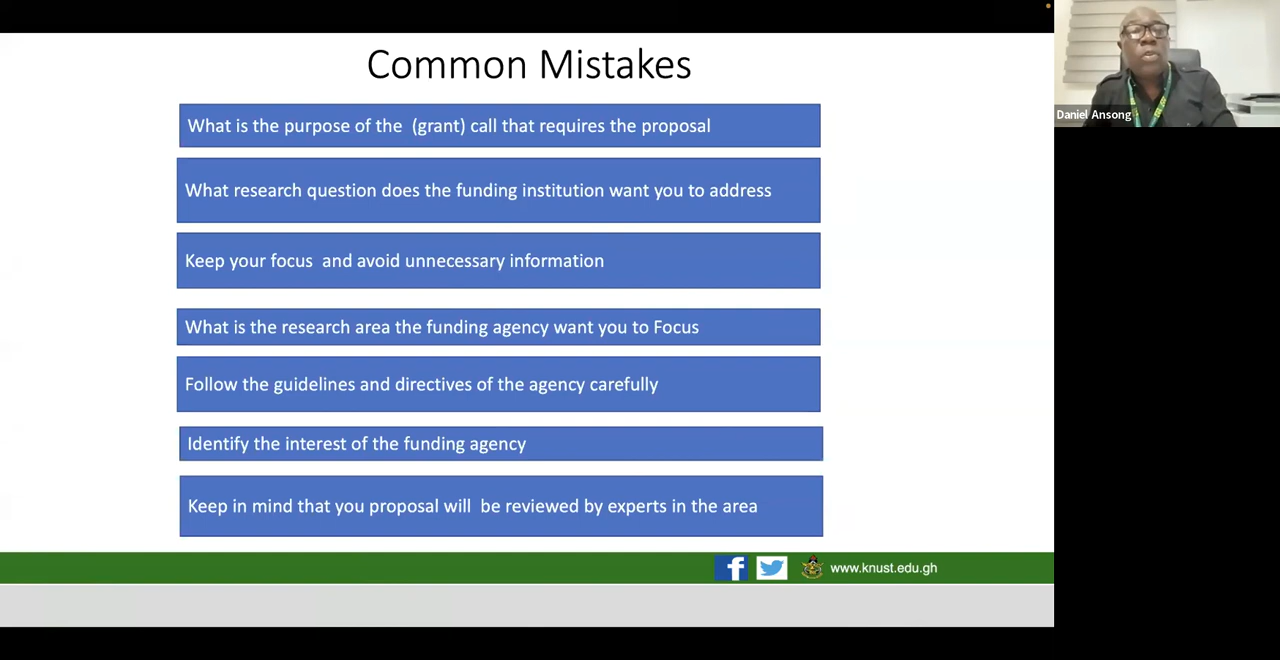 Common Mistakes
What is the purpose of the (grant) call that requires the proposal
What research question does the funding institution want you to address
Keep your focus and avoid unnecessary information
What is the research area the funding agency want you to Focus
Follow the guidelines and directives of the agency carefully
Identify the interest of the funding agency
Keep in mind that you proposal will be reviewed by experts in the area
www.knust.edu.gh
Daniel Ansong